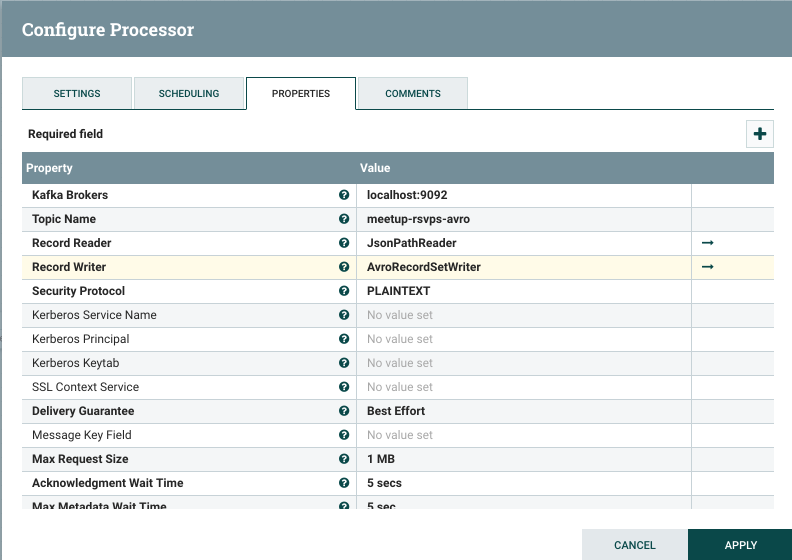 Configure Processor
SETTINGS SCHEDULING PROPERTIES COMMENTS
Required field
Property Value
Kafka Brokers localhost:9092
Topic Name meetup-rsvps-avro
Record Reader JsonPathReader
Record Writer AvroRecordSetWriter
Security Protocol PLAINTEXT
Kerberos Service Name No value set
Kerberos Principal No value set
Kerberos Keytab No value set
SSL Context Service No value set
Delivery Guarantee Best Effort
Message Key Field No value set
Max Request Size 1 MB
Acknowledgment Wait Time 5 secs
Max Metadata Wait Time 5 sec
CANCEL APPLY